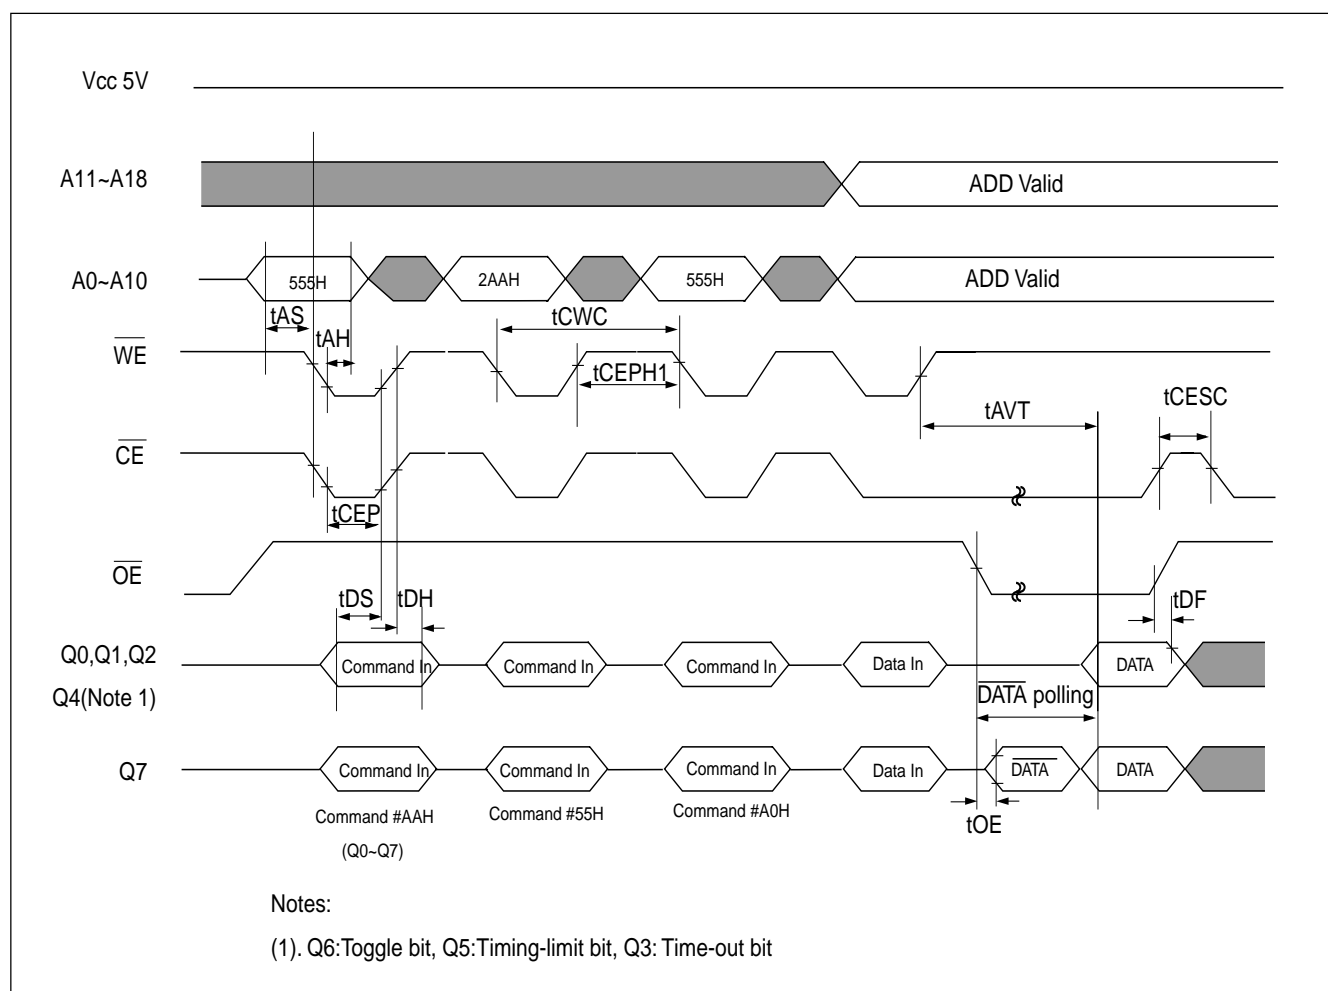 Vcc 5V
A11~A18
ADD Valid
A0~A10
555H
2AAH
555H
ADD Valid
tAS
tAH
tCWC
WE
tCEPH1
tAVT
tCESC
CE
tCEP
OE
tDS
tDH
tDF
Q0,Q1,Q2
Command In
Command In
Command In
Data In
DATA
Q4(Note 1)
DATA polling
Q7
Command In
Command In
Command In
Data In
DATA
DATA
Command #AAH
Command #55H
Command #A0H
tOE
(Q0~Q7)
Notes:
(1). Q6:Toggle bit, Q5:Timing-limit bit, Q3: Time-out bit